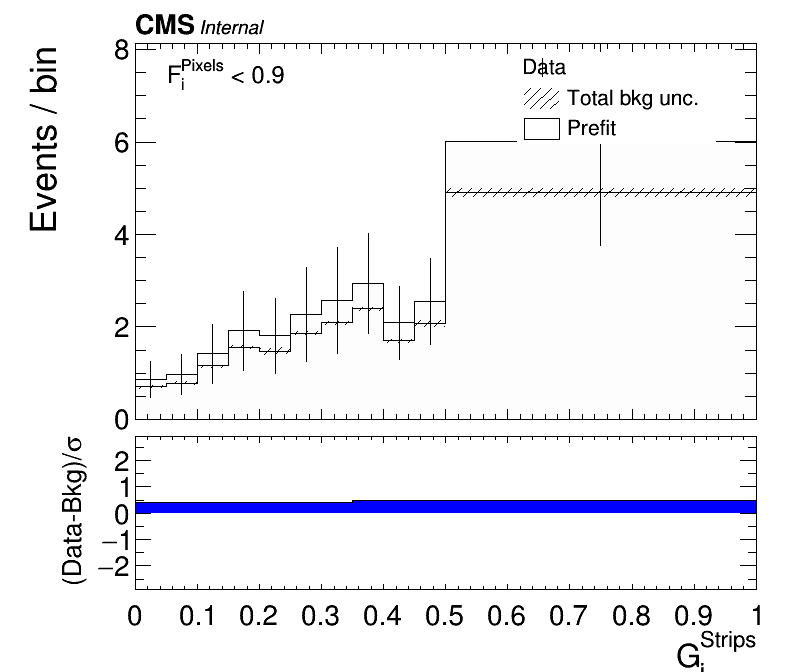 CMS Internal
Events / bin
F_i^Pixels < 0.9
Data
Total bkg unc.
Prefit
8
6
4
2
0
(Data-Bkg)/σ
2
1
0
−1
−2
0 0.1 0.2 0.3 0.4 0.5 0.6 0.7 0.8 0.9 1
G_i^Strips